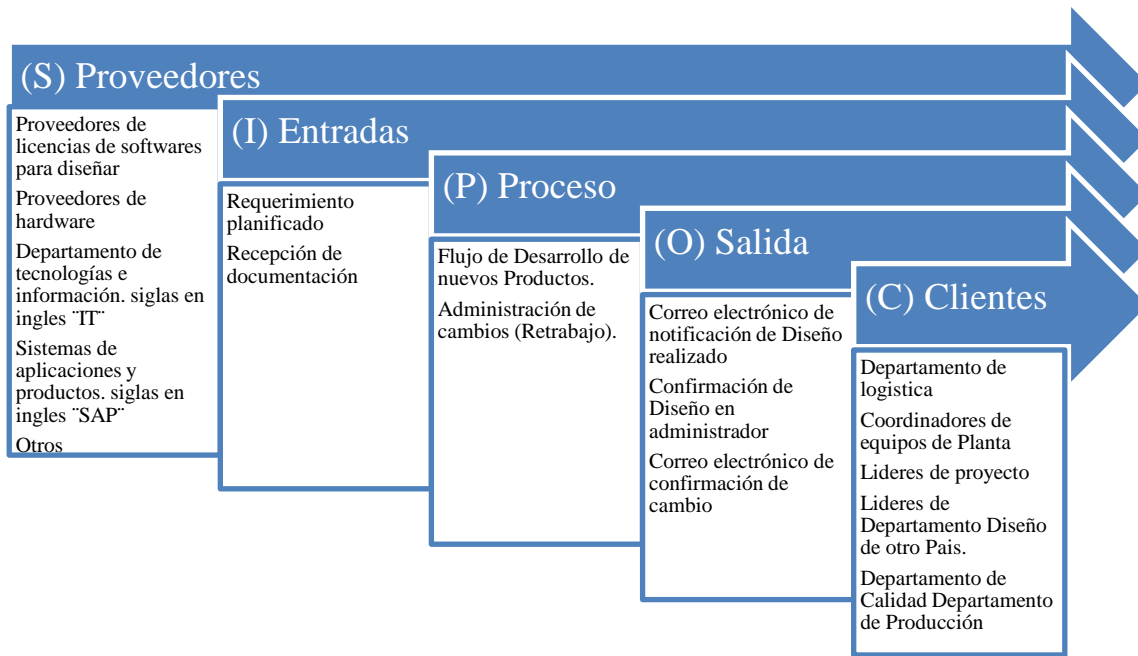 (S) Proveedores
Proveedores de
licencias de softwares
para diseñar
Proveedores de
hardware
Departamento de
tecnologías e
información. siglas en
ingles ¨IT¨
Sistemas de
aplicaciones y
productos. siglas en
ingles ¨SAP¨
Otros
(I) Entradas
Requerimiento
planificado
Recepción de
documentación
(P) Proceso
Flujo de Desarrollo de
nuevos Productos.
Administración de
cambios (Retrabajo).
(O) Salida
Correo electrónico de
notificación de Diseño
realizado
Confirmación de
Diseño en
administrador
Correo electrónico de
confirmación de
cambio
(C) Clientes
Departamento de
logistica
Coordinadores de
equipos de Planta
Lideres de proyecto
Lideres de
Departamento Diseño
de otro Pais.
Departamento de
Calidad Departamento
de Producción